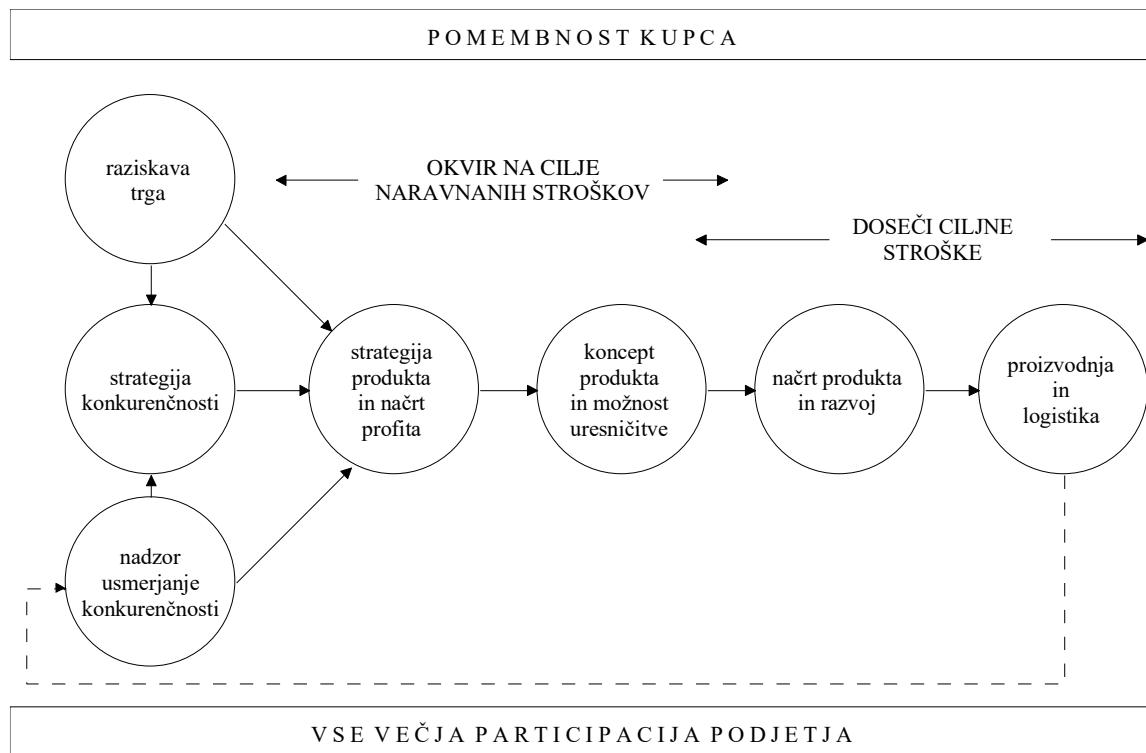 POMEMBNOST KUPCA
raziskava
trga
OKVIR NA CILJE
NARAVNANIH STROŠKOV
DOSEČI CILJNE
STROŠKE
strategija
konkurenčnosti
strategija
produkta
in načrt
profita
koncept
produkta
in možnost
uresničitve
načrt produkta
in razvoj
proizvodnja
in
logistika
nadzor
usmerjanje
konkurenčnosti
VSE VEČJA PARTICIPACIJA PODJETJA